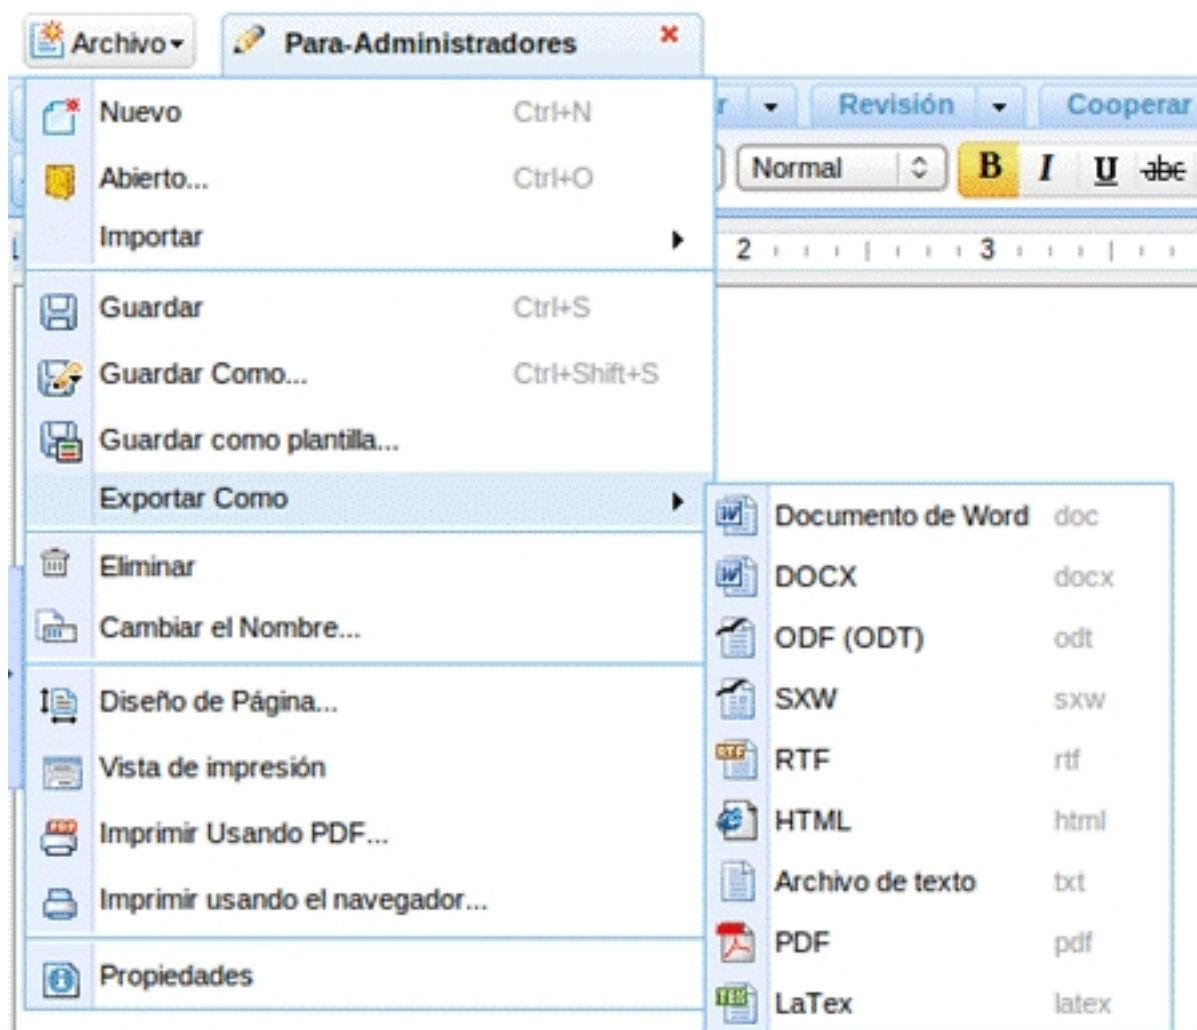 Archivo
Para-Administradores
Nuevo Ctrl+N
Revisión Cooperar
Abierto... Ctrl+O
Normal B I U abc
Importar
2 3
Guardar Ctrl+S
Guardar Como... Ctrl+Shift+S
Guardar como plantilla...
Exportar Como
Documento de Word doc
DOCX docx
ODF (ODT) odt
SXW sxw
RTF rtf
HTML html
Archivo de texto txt
PDF pdf
LaTex latex
Eliminar
Cambiar el Nombre...
Diseño de Página...
Vista de impresión
Imprimir Usando PDF...
Imprimir usando el navegador...
Propiedades